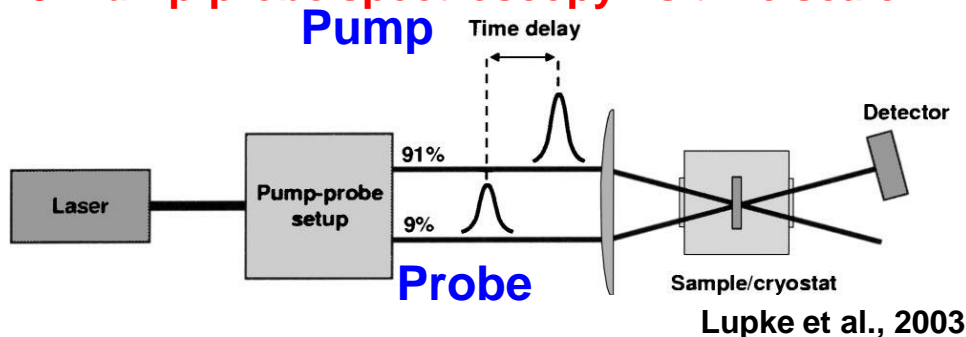 Pump
Time delay
Detector
91%
Laser
Pump-probe
setup
9%
Probe
Sample/cryostat
Lupke et al., 2003